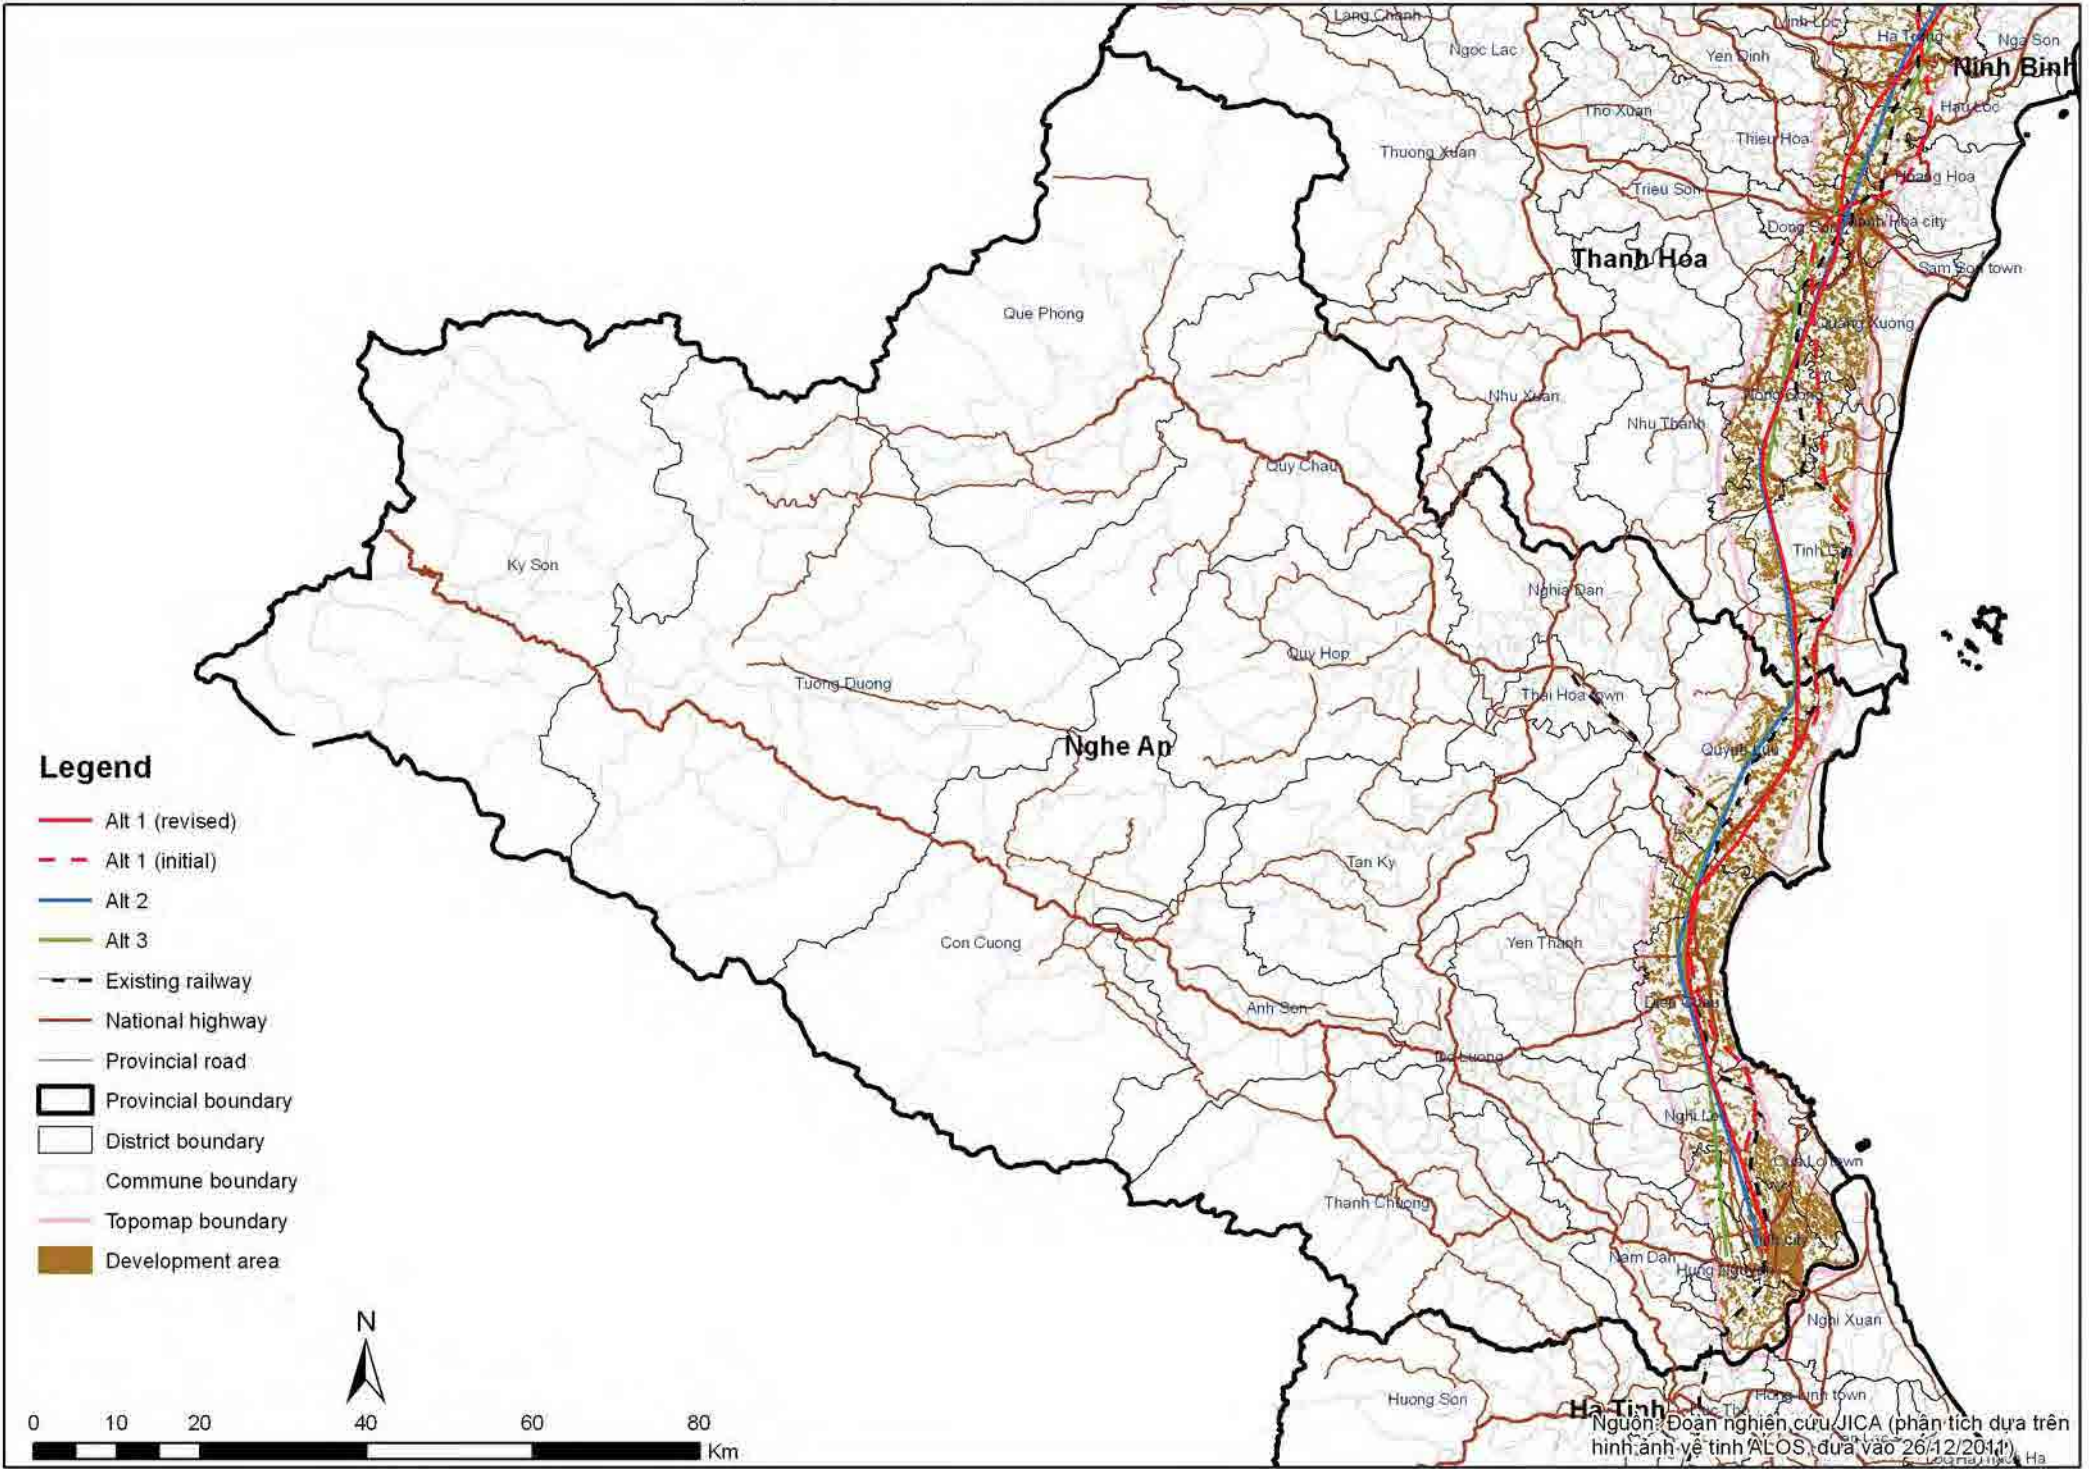 Lang Chanh
Ngoc Lac
Vinh Loc
Ha Trung
Nga Son
Yen Dinh
Ninh Binh
Hau Loc
Tho Xuan
Thieu Hoa
Thuong Xuan
Trieu Son
Hoang Hoa
Dong Son
Thanh Hoa city
Thanh Hoa
Sam Son town
Que Phong
Quang Xuong
Nhu Xuan
Nong Cong
Nhu Thanh
Quy Chau
Ky Son
Tinh Gia
Nghia Dan
Quy Hop
Tuong Duong
Thai Hoa town
Nghe An
Quynh Luu
Tan Ky
Con Cuong
Yen Thanh
Dien Chau
Anh Son
Do Luong
Nghi Loc
Cua Lo town
Thanh Chuong
Vinh city
Nam Dan
Hung Nguyen
Nghi Xuan
Huong Son
Hong Linh town
Ha Tinh
Legend
Alt 1 (revised)
Alt 1 (initial)
Alt 2
Alt 3
Existing railway
National highway
Provincial road
Provincial boundary
District boundary
Commune boundary
Topomap boundary
Development area
N
0 10 20 40 60 80
Km
Nguồn: Đoàn nghiên cứu JICA (phân tích dựa trên
hình ảnh vệ tinh ALOS, đưa vào 26/12/2011)